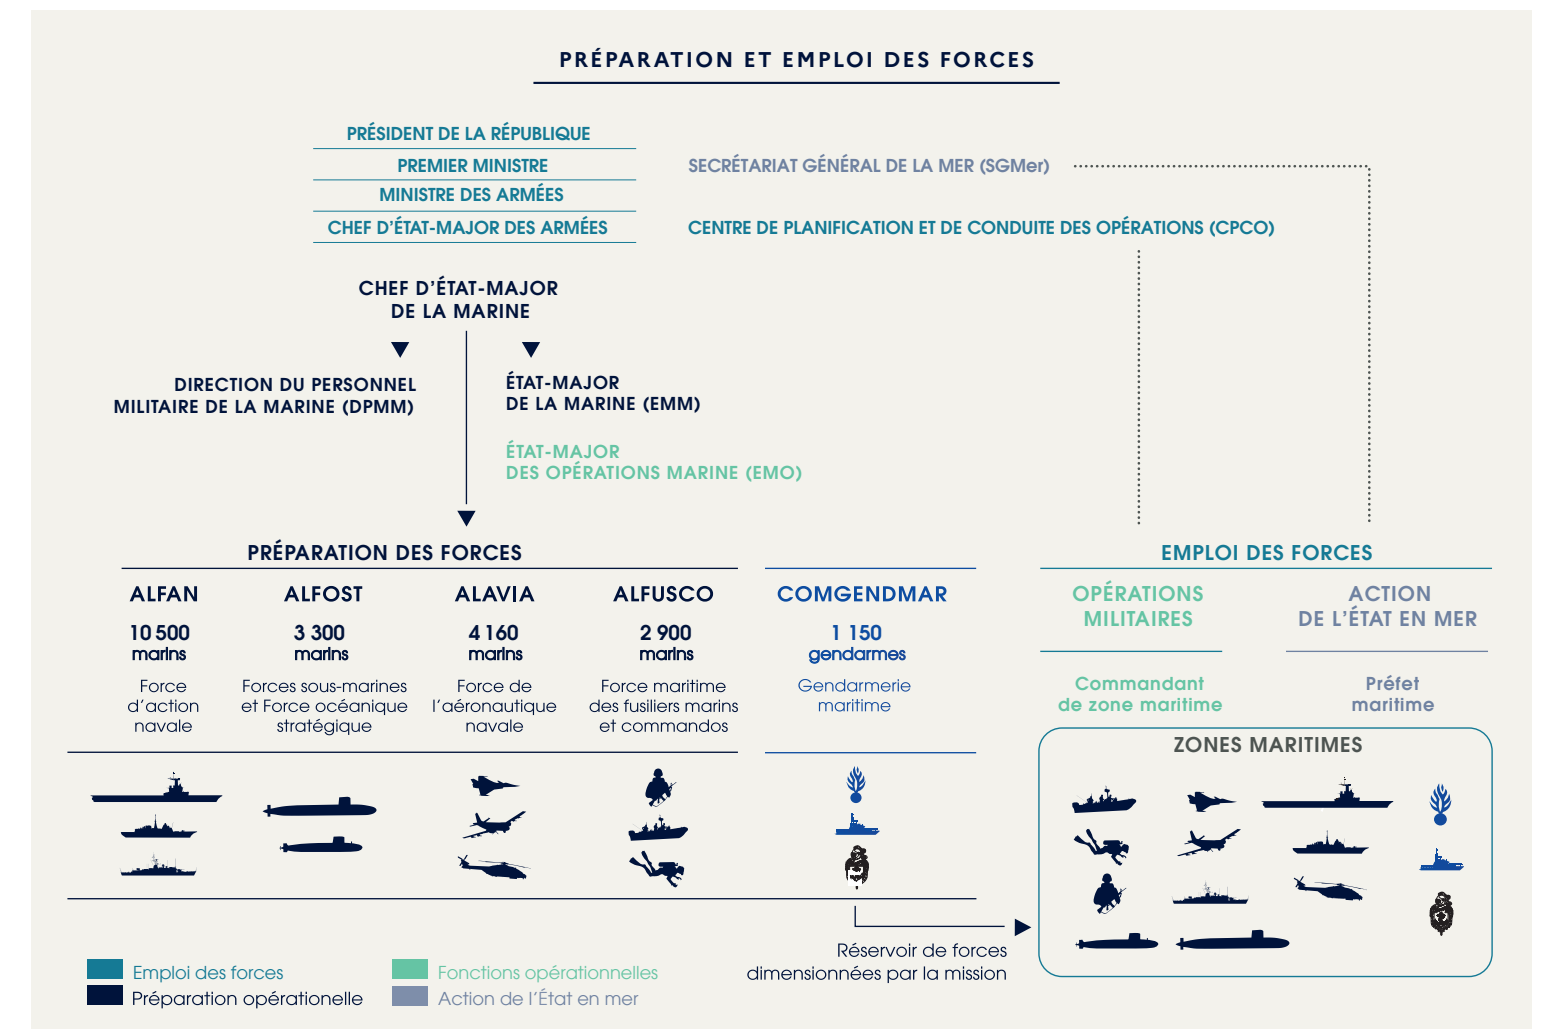 PRÉPARATION ET EMPLOI DES FORCES
PRÉSIDENT DE LA RÉPUBLIQUE
PREMIER MINISTRE
SECRÉTARIAT GÉNÉRAL DE LA MER (SGMer)
MINISTRE DES ARMÉES
CHEF D'ÉTAT-MAJOR DES ARMÉES
CENTRE DE PLANIFICATION ET DE CONDUITE DES OPÉRATIONS (CPCO)
CHEF D'ÉTAT-MAJOR
DE LA MARINE
DIRECTION DU PERSONNEL
MILITAIRE DE LA MARINE (DPMM)
ÉTAT-MAJOR
DE LA MARINE (EMM)
ÉTAT-MAJOR
DES OPÉRATIONS MARINE (EMO)
PRÉPARATION DES FORCES
ALFAN
10 500
marins
Force
d'action
navale
ALFOST
3 300
marins
Forces sous-marines
et Force océanique
stratégique
ALAVIA
4 160
marins
Force de
l'aéronautique
navale
ALFUSCO
2 900
marins
Force maritime
des fusiliers marins
et commandos
COMGENDMAR
1 150
gendarmes
Gendarmerie
maritime
EMPLOI DES FORCES
OPÉRATIONS
MILITAIRES
Commandant
de zone maritime
ACTION
DE L'ÉTAT EN MER
Préfet
maritime
ZONES MARITIMES
Réservoir de forces
dimensionnées par la mission
Emploi des forces
Préparation opérationelle
Fonctions opérationnelles
Action de l'État en mer